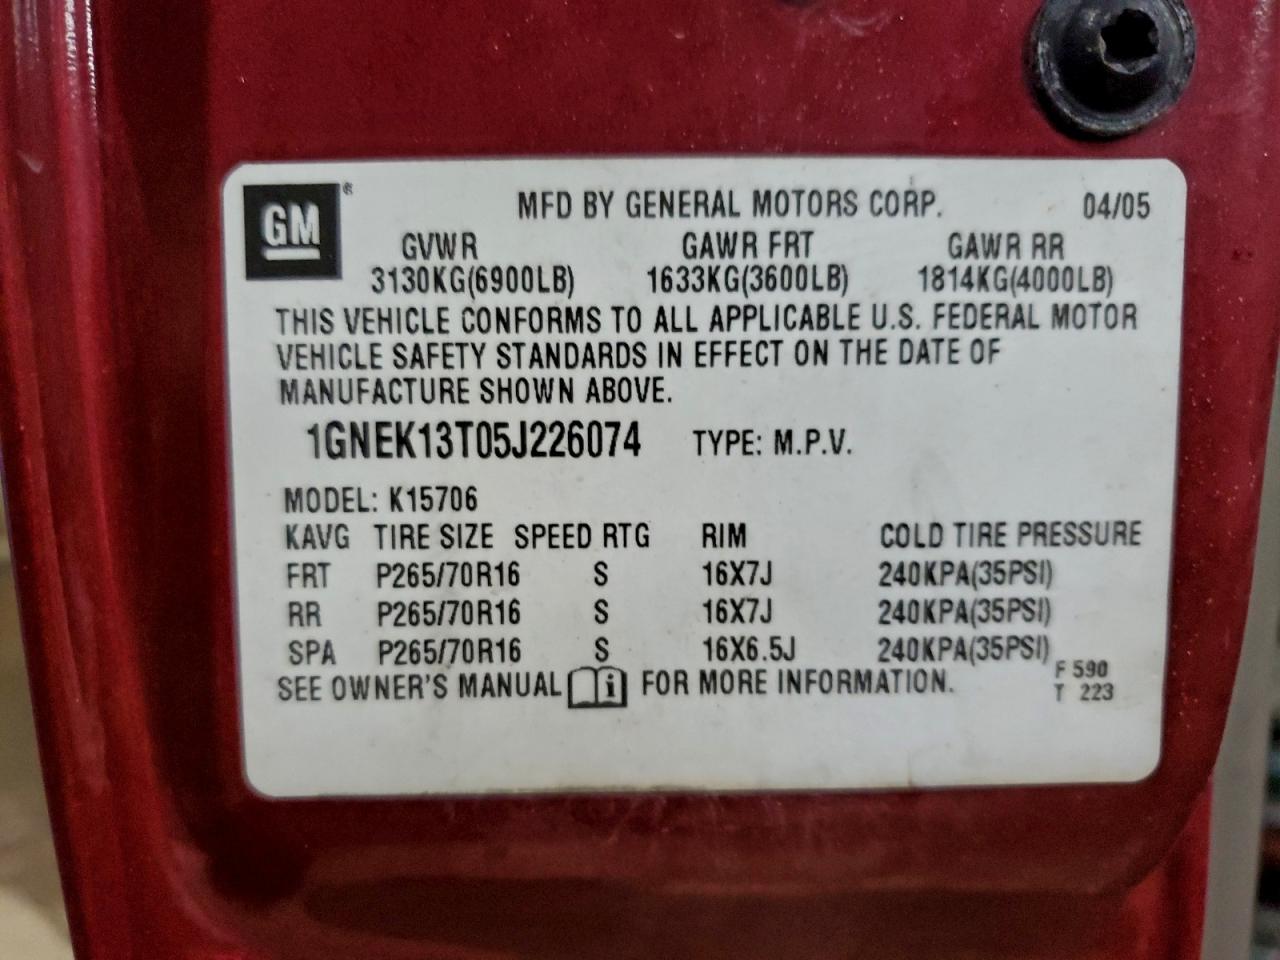 GM®
MFD BY GENERAL MOTORS CORP. 04/05
GVWR GAWR FRT GAWR RR
3130KG(6900LB) 1633KG(3600LB) 1814KG(4000LB)
THIS VEHICLE CONFORMS TO ALL APPLICABLE U.S. FEDERAL MOTOR
VEHICLE SAFETY STANDARDS IN EFFECT ON THE DATE OF
MANUFACTURE SHOWN ABOVE.
1GNEK13T05J226074 TYPE: M.P.V.
MODEL: K15706
KAVG TIRE SIZE SPEED RTG RIM COLD TIRE PRESSURE
FRT P265/70R16 S 16X7J 240KPA(35PSI)
RR P265/70R16 S 16X7J 240KPA(35PSI)
SPA P265/70R16 S 16X6.5J 240KPA(35PSI)
SEE OWNER'S MANUAL i FOR MORE INFORMATION.
F 590
T 223